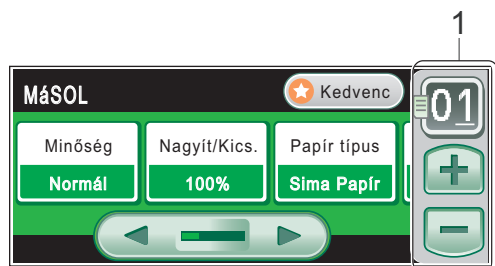 1
MáSOL
Kedvenc
01
Minőség
Nagyít/Kics.
Papír típus
Normál
100%
Sima Papír
+
-